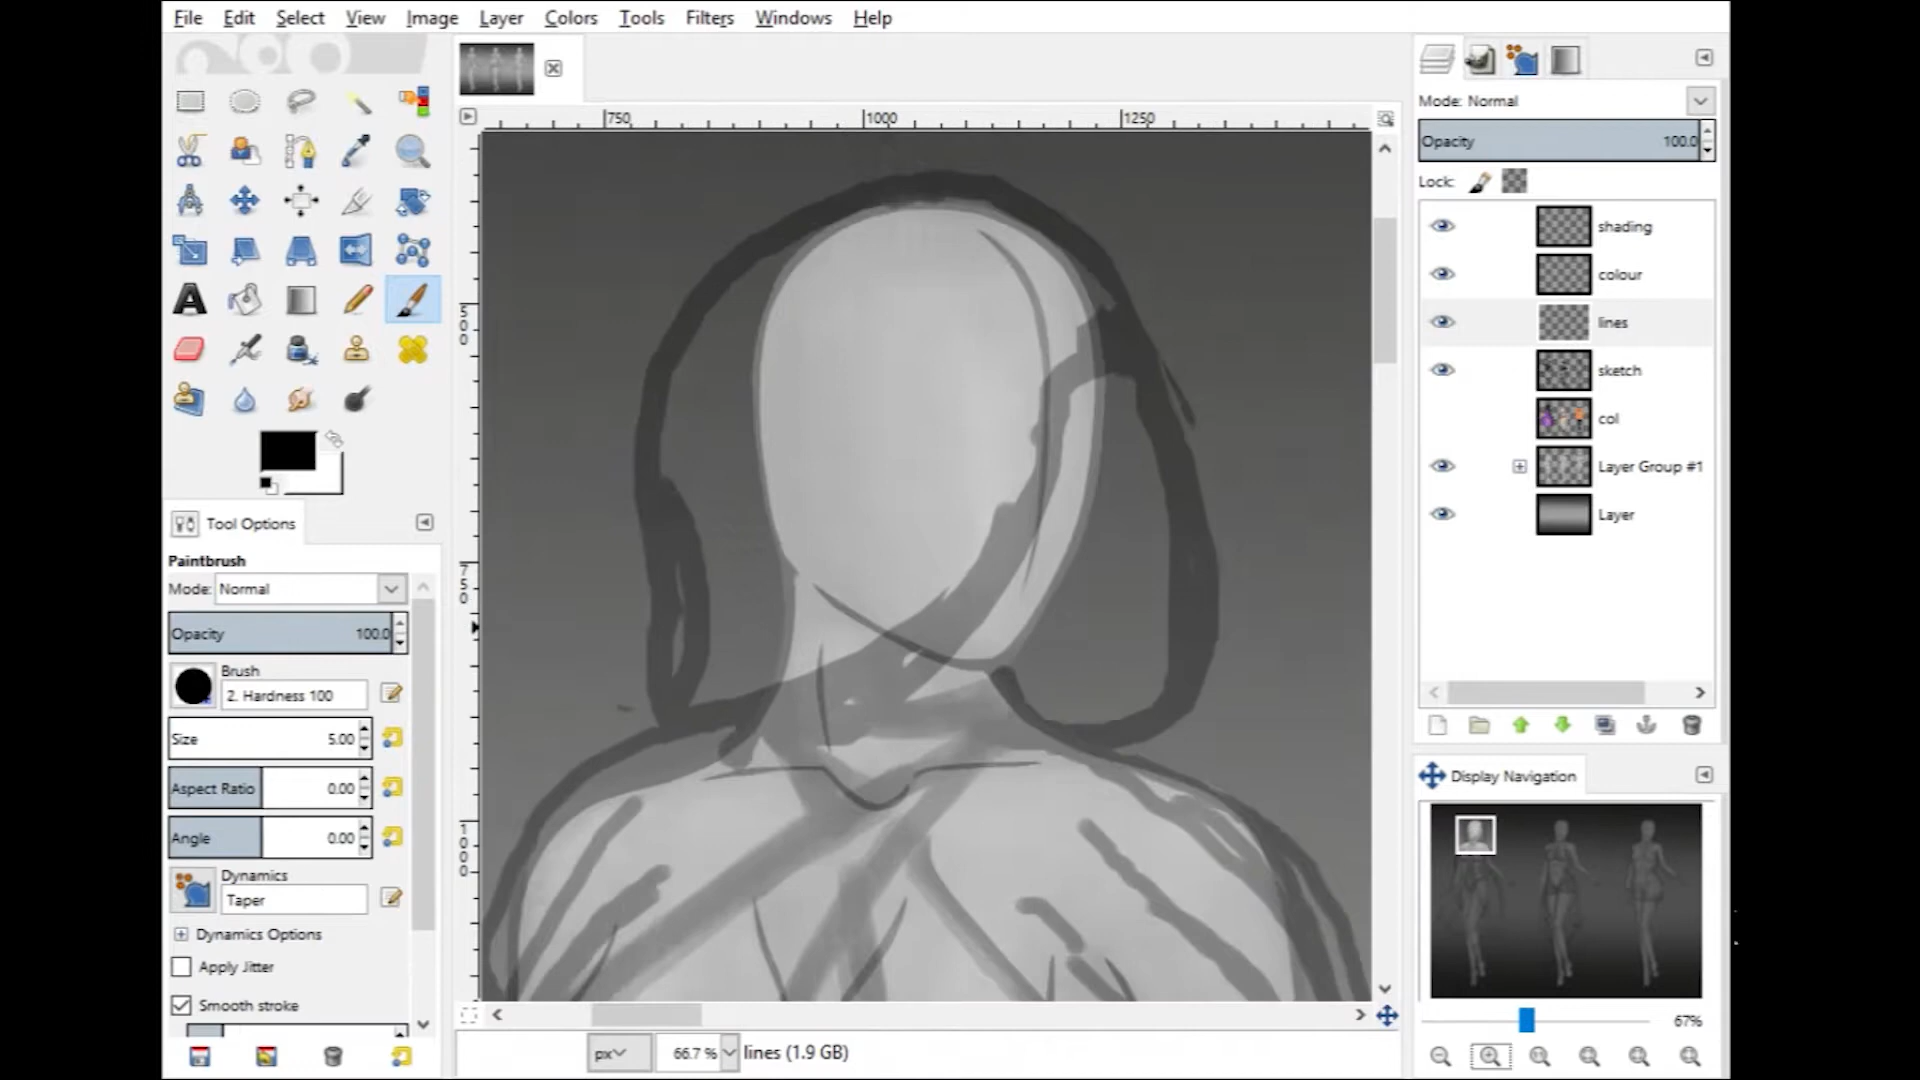 File Edit Select View Image Layer Colors Tools Filters Windows Help
750 1000 1250
500
750
1000
Mode: Normal
Opacity 100.0
Lock:
shading
colour
lines
sketch
col
Layer Group #1
Layer
Tool Options
Paintbrush
Mode: Normal
Opacity 100.0
Brush
2. Hardness 100
Size 5.00
Aspect Ratio 0.00
Angle 0.00
Dynamics
Taper
Dynamics Options
Apply Jitter
Smooth stroke
Display Navigation
67%
px 66.7 % lines (1.9 GB)